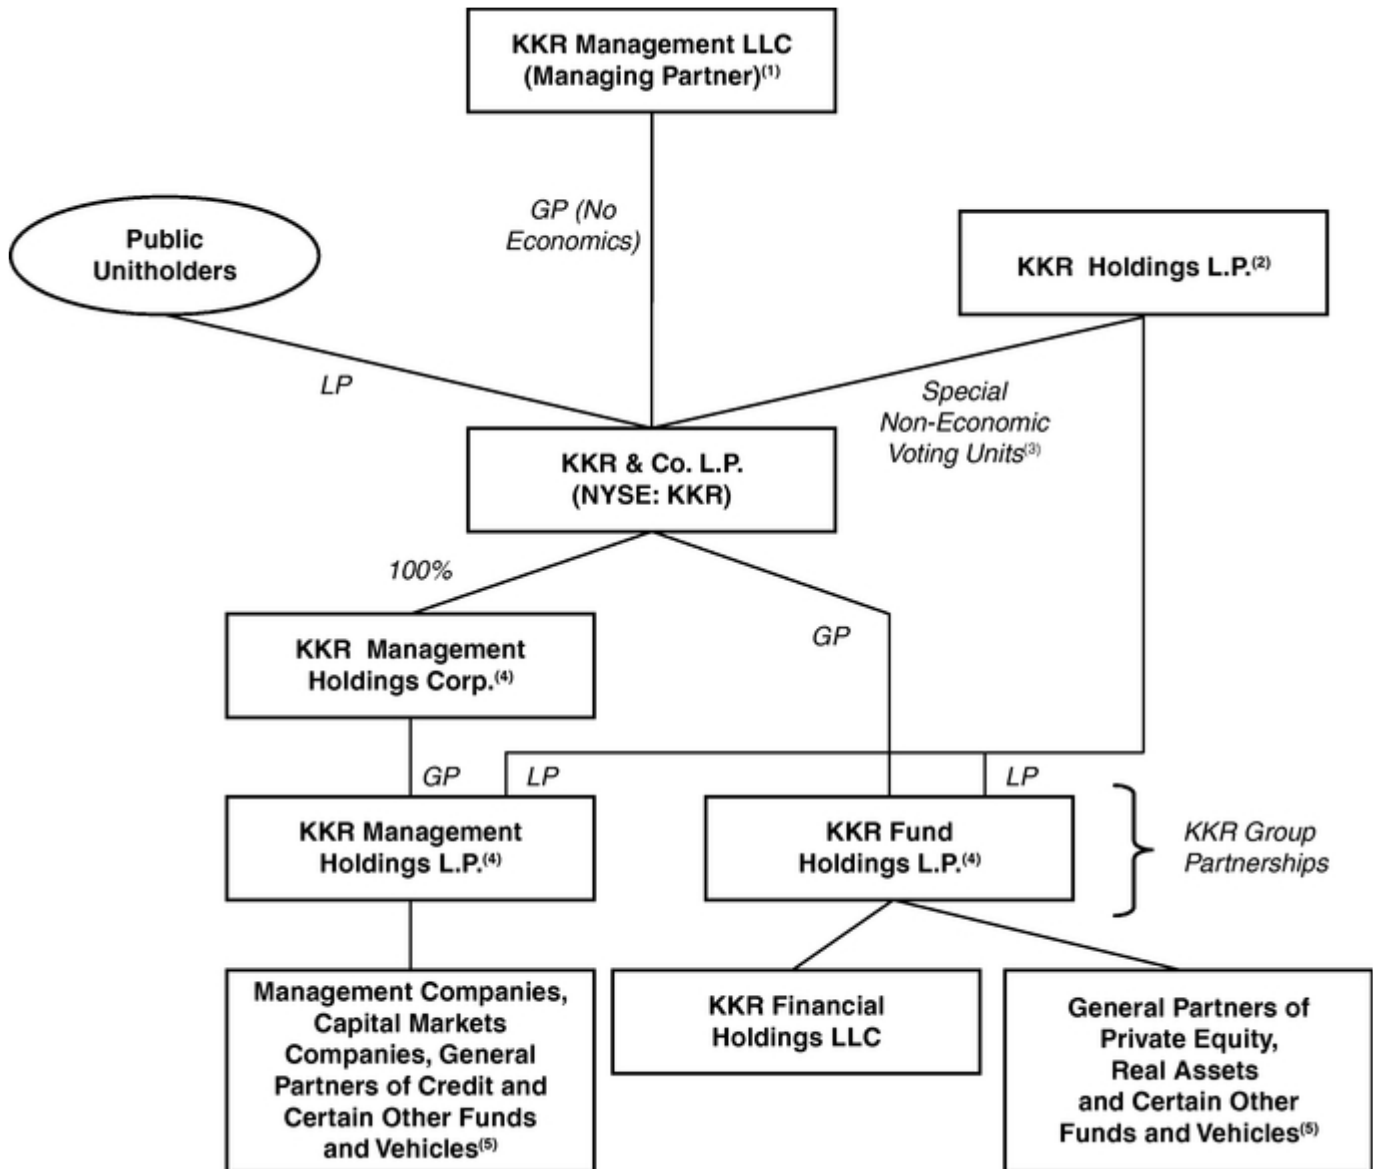 KKR Management LLC
(Managing Partner)(1)
GP (No
Economics)
Public
Unitholders
KKR Holdings L.P.(2)
LP
Special
Non-Economic
Voting Units(3)
KKR & Co. L.P.
(NYSE: KKR)
100%
GP
KKR Management
Holdings Corp.(4)
GP
LP
LP
KKR Management
Holdings L.P.(4)
KKR Fund
Holdings L.P.(4)
KKR Group
Partnerships
Management Companies,
Capital Markets
Companies, General
Partners of Credit and
Certain Other Funds
and Vehicles(5)
KKR Financial
Holdings LLC
General Partners of
Private Equity,
Real Assets
and Certain Other
Funds and Vehicles(5)